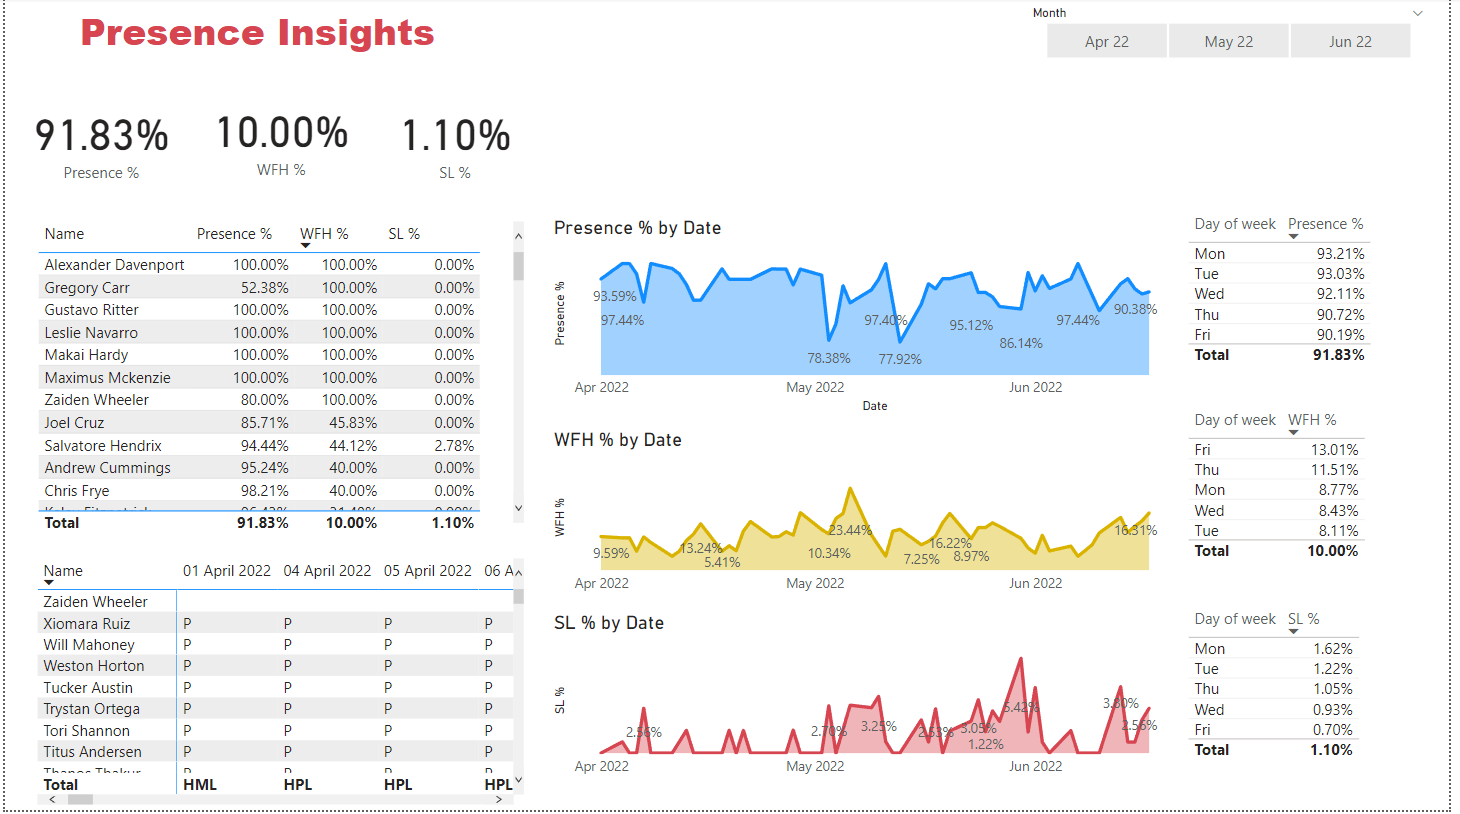 Presence Insights
Month
Apr 22 May 22 Jun 22
91.83% 10.00% 1.10%
Presence % WFH % SL %
Name Presence % WFH % SL %
Alexander Davenport 100.00% 100.00% 0.00%
Gregory Carr 52.38% 100.00% 0.00%
Gustavo Ritter 100.00% 100.00% 0.00%
Leslie Navarro 100.00% 100.00% 0.00%
Makai Hardy 100.00% 100.00% 0.00%
Maximus Mckenzie 100.00% 100.00% 0.00%
Zaiden Wheeler 80.00% 100.00% 0.00%
Joel Cruz 85.71% 45.83% 0.00%
Salvatore Hendrix 94.44% 44.12% 2.78%
Andrew Cummings 95.24% 40.00% 0.00%
Chris Frye 98.21% 40.00% 0.00%
Total 91.83% 10.00% 1.10%
Name 01 April 2022 04 April 2022 05 April 2022 06 A
Zaiden Wheeler
Xiomara Ruiz P P P P
Will Mahoney P P P P
Weston Horton P P P P
Tucker Austin P P P P
Trystan Ortega P P P P
Tori Shannon P P P P
Titus Andersen P P P P
Total HML HPL HPL HPL
Presence % by Date
Presence %
93.59%
97.44%
78.38%
97.40%
77.92%
95.12%
86.14%
97.44%
90.38%
Apr 2022 May 2022 Jun 2022
Date
WFH % by Date
WFH %
9.59%
13.24%
5.41%
10.34%
23.44%
7.25%
16.22%
8.97%
16.31%
Apr 2022 May 2022 Jun 2022
SL % by Date
SL %
2.56%
2.70%
3.25%
2.53%
3.05%
1.22%
5.42%
3.80%
2.56%
Apr 2022 May 2022 Jun 2022
Day of week Presence %
Mon 93.21%
Tue 93.03%
Wed 92.11%
Thu 90.72%
Fri 90.19%
Total 91.83%
Day of week WFH %
Fri 13.01%
Thu 11.51%
Mon 8.77%
Wed 8.43%
Tue 8.11%
Total 10.00%
Day of week SL %
Mon 1.62%
Tue 1.22%
Thu 1.05%
Wed 0.93%
Fri 0.70%
Total 1.10%